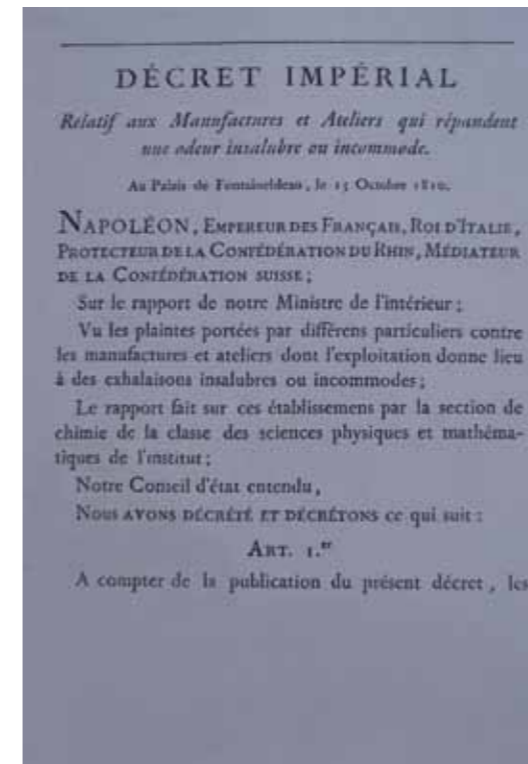 DÉCRET IMPÉRIAL
Relatif aux Manufactures et Ateliers qui répandent
une odeur insalubre ou incommode.
Au Palais de Fontainebleau, le 15 Octobre 1810.
NAPOLÉON, EMPEREUR DES FRANÇAIS, ROI D'ITALIE,
PROTECTEUR DE LA CONFÉDÉRATION DU RHIN, MÉDIATEUR
DE LA CONFÉDÉRATION SUISSE;
Sur le rapport de notre Ministre de l'intérieur;
Vu les plaintes portées par différens particuliers contre
les manufactures et ateliers dont l'exploitation donne lieu
à des exhalaisons insalubres ou incommodes;
Le rapport fait sur ces établissemens par la section de
chimie de la classe des sciences physiques et mathéma-
tiques de l'institut;
Notre Conseil d'état entendu,
NOUS AVONS DÉCRÉTÉ ET DÉCRÉTONS ce qui suit:
ART. 1.er
A compter de la publication du présent décret, les